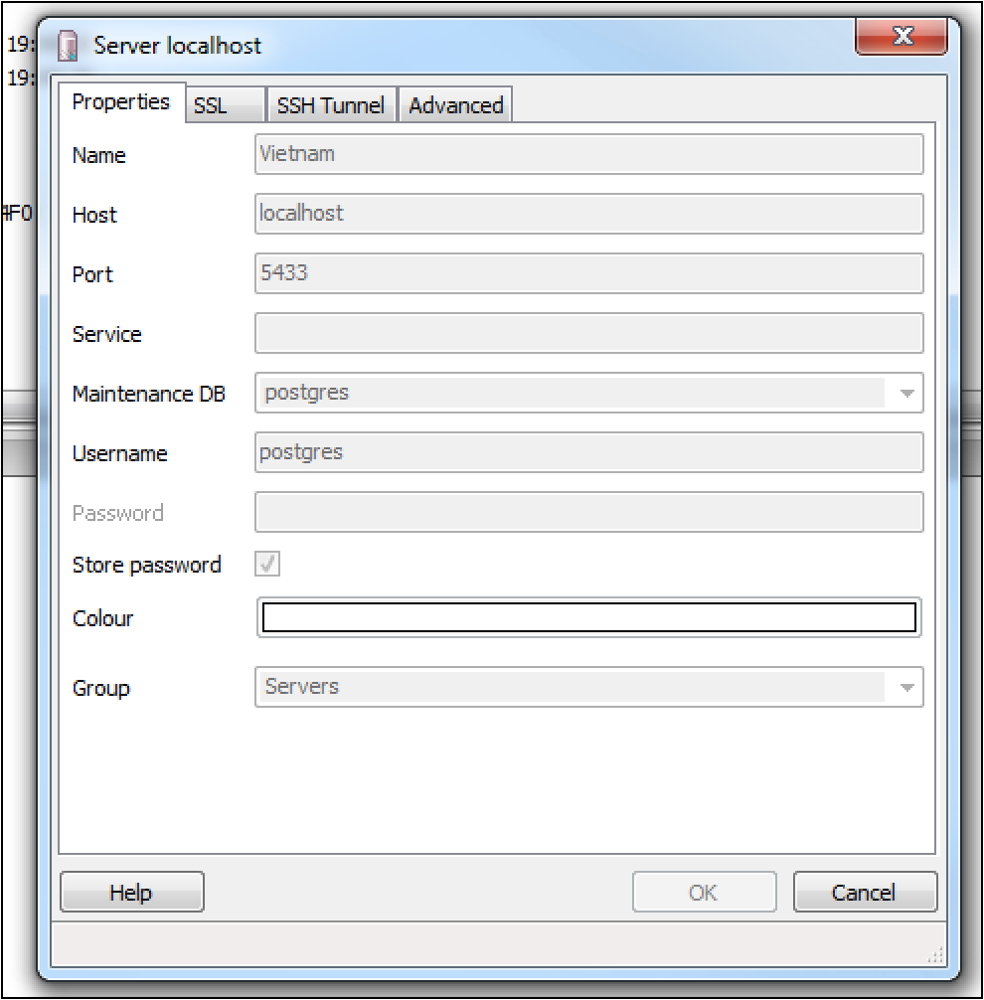 Server localhost
19:
19:
Properties SSL SSH Tunnel Advanced
Name Vietnam
Host localhost
#F0
Port 5433
Service
Maintenance DB postgres
Username postgres
Password
Store password
Colour
Group Servers
Help OK Cancel